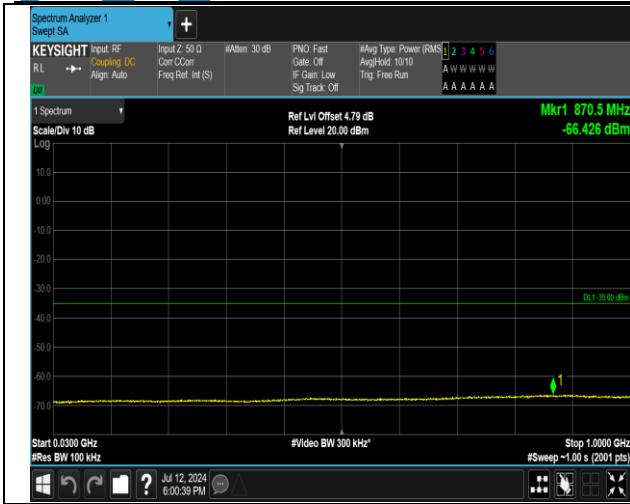 Spectrum Analyzer 1
Swept SA
+
KEYSIGHT
RL
Input: RF
Coupling: DC
Align: Auto
Input Z: 50 Ω
Corr CCorr
Freq Ref: Int (S)
#Atten: 30 dB
PNO: Fast
Gate: Off
IF Gain: Low
Sig Track: Off
#Avg Type: Power (RMS
Avg|Hold: 10/10
Trig: Free Run
1 2 3 4 5 6
A W W W W W
A A A A A A
1 Spectrum
Scale/Div 10 dB
Log
Ref Lvl Offset 4.79 dB
Ref Level 20.00 dBm
Mkr1 870.5 MHz
-66.426 dBm
10.0
0.00
-10.0
-20.0
-30.0
DL1 -35.00 dBm
-40.0
-50.0
-60.0
1
-70.0
Start 0.0300 GHz
#Res BW 100 kHz
#Video BW 300 kHz*
Stop 1.0000 GHz
#Sweep ~1.00 s (2001 pts)
?
Jul 12, 2024
6:00:39 PM